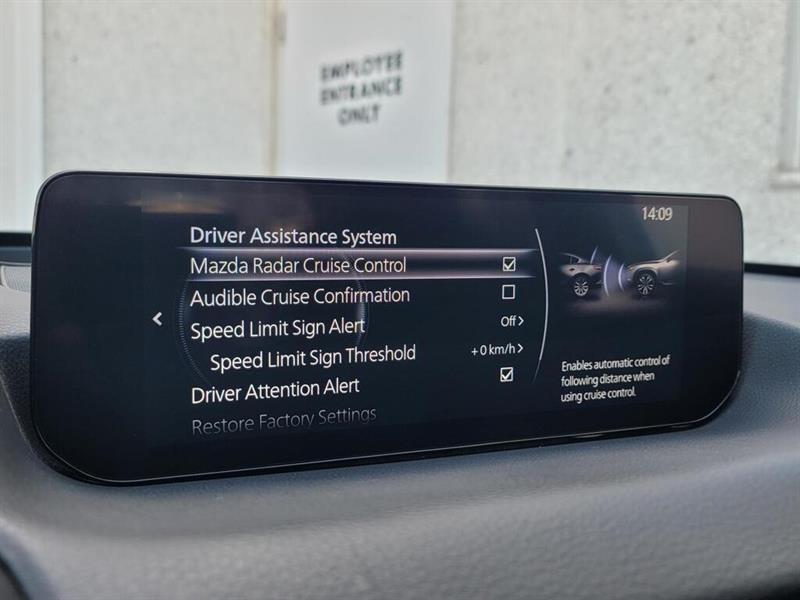 EMPLOYEE
ENTRANCE
ONLY
14:09
Driver Assistance System
Mazda Radar Cruise Control
Audible Cruise Confirmation
Speed Limit Sign Alert Off
Speed Limit Sign Threshold + 0 km/h
Driver Attention Alert
Restore Factory Settings
Enables automatic control of
following distance when
using cruise control.